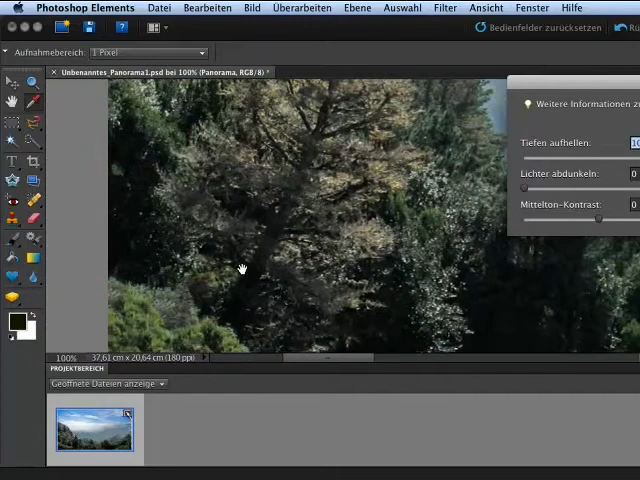 Photoshop Elements Datei Bearbeiten Bild Überarbeiten Ebene Auswahl Filter Ansicht Fenster Hilfe
Bedienfelder zurücksetzen
Aufnahmebereich: 1 Pixel
Unbenanntes_Panorama1.psd bei 100% (Panorama, RGB/8) *
Weitere Informationen
Tiefen aufhellen: 10
Lichter abdunkeln: 0
Mittelton-Kontrast: 0
100% 37,61 cm x 20,64 cm (180 ppi)
PROJEKTBEREICH
Geöffnete Dateien anzeige